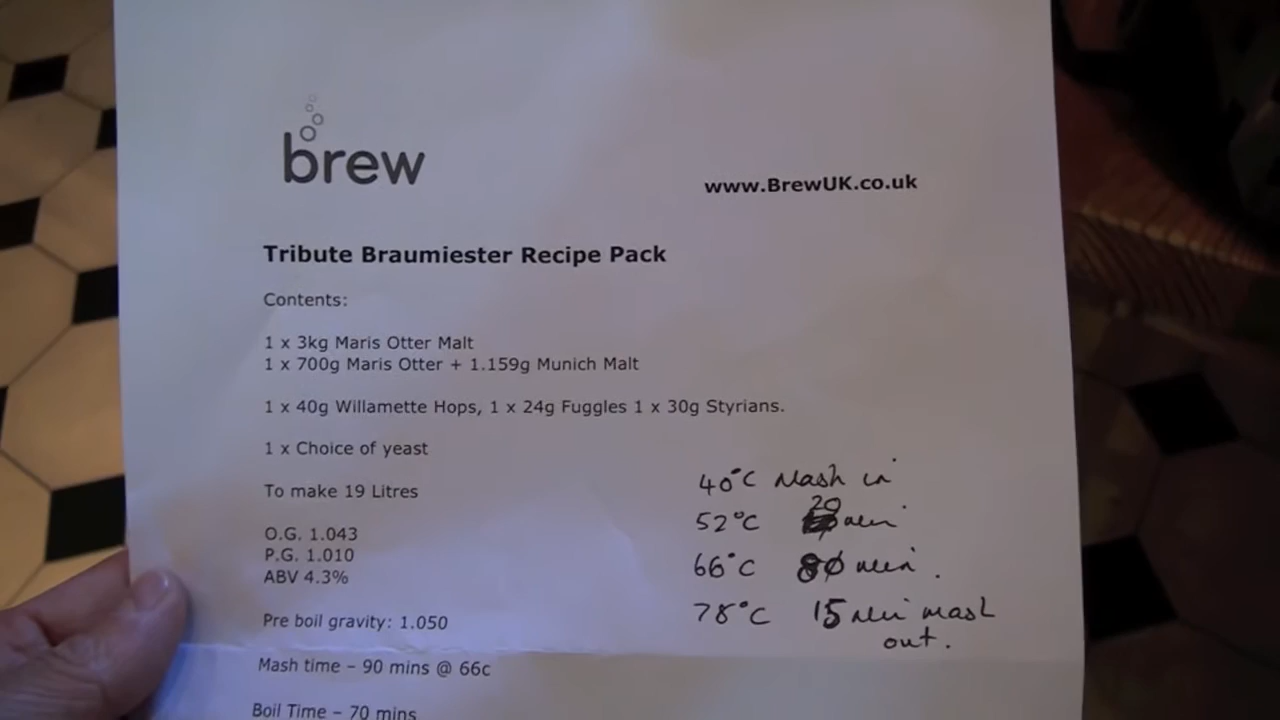 brew
www.BrewUK.co.uk
Tribute Braumiester Recipe Pack
Contents:
1 x 3kg Maris Otter Malt
1 x 700g Maris Otter + 1.159g Munich Malt
1 x 40g Willamette Hops, 1 x 24g Fuggles 1 x 30g Styrians.
1 x Choice of yeast
To make 19 Litres
O.G. 1.043
P.G. 1.010
ABV 4.3%
Pre boil gravity: 1.050
Mash time – 90 mins @ 66c
Boil Time – 70 mins
40°C Mash in
52°C 20 min
66°C 80 min.
78°C 15 min mash
out.